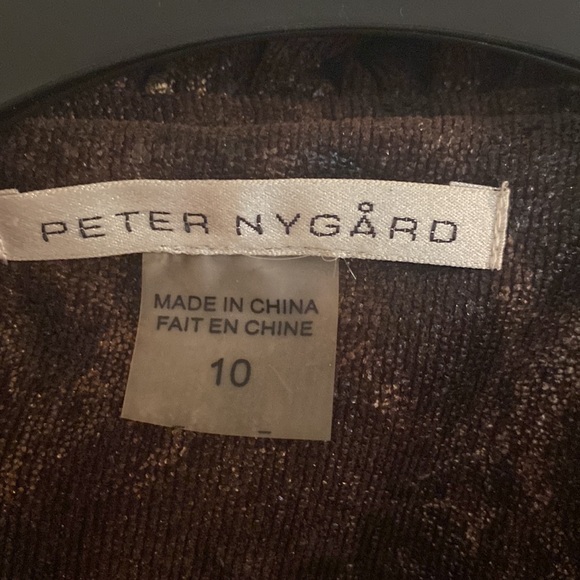 PETER NYGÅRD
MADE IN CHINA
FAIT EN CHINE
10